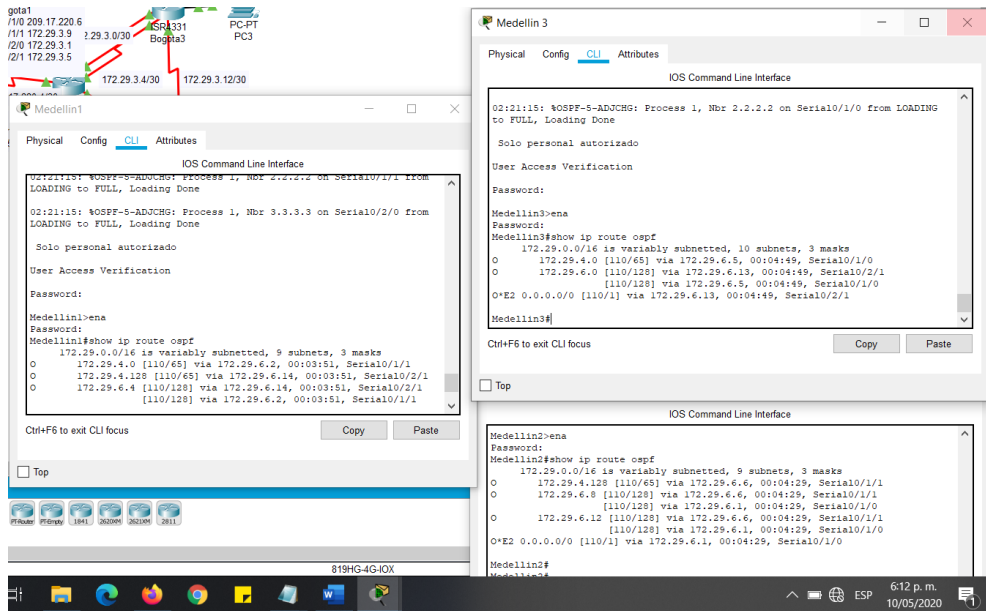 gota1
/1/0 209.17.220.6
/1/1 172.29.3.9
/2/0 172.29.3.1
/2/1 172.29.3.5
2.29.3.0/30
ISR4331
Bogota3
PC-PT
PC3
172.29.3.4/30
172.29.3.12/30
Medellin1
Physical Config CLI Attributes
IOS Command Line Interface
02:21:15: %OSPF-5-ADJCHG: Process 1, Nbr 2.2.2.2 on Serial0/1/1 from
LOADING to FULL, Loading Done
02:21:15: %OSPF-5-ADJCHG: Process 1, Nbr 3.3.3.3 on Serial0/2/0 from
LOADING to FULL, Loading Done
Solo personal autorizado
User Access Verification
Password:
Medellin1>ena
Password:
Medellin1#show ip route ospf
172.29.0.0/16 is variably subnetted, 9 subnets, 3 masks
O 172.29.4.0 [110/65] via 172.29.6.2, 00:03:51, Serial0/1/1
O 172.29.4.128 [110/65] via 172.29.6.14, 00:03:51, Serial0/2/1
O 172.29.6.4 [110/128] via 172.29.6.14, 00:03:51, Serial0/2/1
[110/128] via 172.29.6.2, 00:03:51, Serial0/1/1
Ctrl+F6 to exit CLI focus
Copy
Paste
Top
PT-Router PT-Empty 1841 2620XM 2621XM 2811
819HG-4G-IOX
Medellin 3
Physical Config CLI Attributes
IOS Command Line Interface
02:21:15: %OSPF-5-ADJCHG: Process 1, Nbr 2.2.2.2 on Serial0/1/0 from LOADING
to FULL, Loading Done
Solo personal autorizado
User Access Verification
Password:
Medellin3>ena
Password:
Medellin3#show ip route ospf
172.29.0.0/16 is variably subnetted, 10 subnets, 3 masks
O 172.29.4.0 [110/65] via 172.29.6.5, 00:04:49, Serial0/1/0
O 172.29.6.0 [110/128] via 172.29.6.13, 00:04:49, Serial0/2/1
[110/128] via 172.29.6.5, 00:04:49, Serial0/1/0
O*E2 0.0.0.0/0 [110/1] via 172.29.6.13, 00:04:49, Serial0/2/1
Medellin3#
Ctrl+F6 to exit CLI focus
Copy
Paste
Top
IOS Command Line Interface
Medellin2>ena
Password:
Medellin2#show ip route ospf
172.29.0.0/16 is variably subnetted, 9 subnets, 3 masks
O 172.29.4.128 [110/65] via 172.29.6.6, 00:04:29, Serial0/1/1
O 172.29.6.8 [110/128] via 172.29.6.6, 00:04:29, Serial0/1/1
[110/128] via 172.29.6.1, 00:04:29, Serial0/1/0
O 172.29.6.12 [110/128] via 172.29.6.6, 00:04:29, Serial0/1/1
[110/128] via 172.29.6.1, 00:04:29, Serial0/1/0
O*E2 0.0.0.0/0 [110/1] via 172.29.6.1, 00:04:29, Serial0/1/0
Medellin2#
Medellin2#
ESP
6:12 p. m.
10/05/2020
1